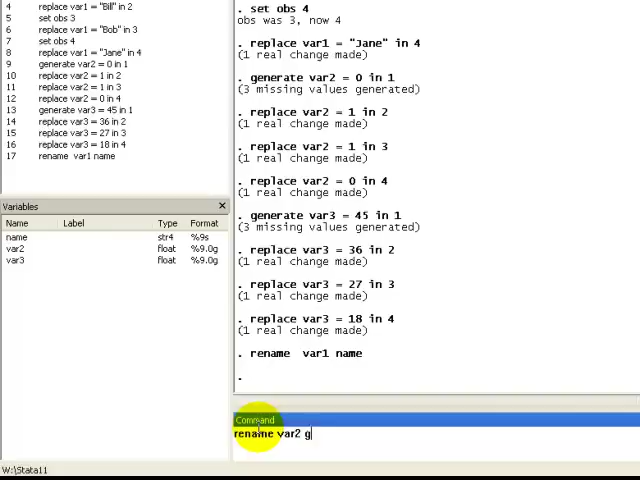 4 replace var1 = "Bill" in 2
5 set obs 3
6 replace var1 = "Bob" in 3
7 set obs 4
8 replace var1 = "Jane" in 4
9 generate var2 = 0 in 1
10 replace var2 = 1 in 2
11 replace var2 = 1 in 3
12 replace var2 = 0 in 4
13 generate var3 = 45 in 1
14 replace var3 = 36 in 2
15 replace var3 = 27 in 3
16 replace var3 = 18 in 4
17 rename var1 name
Variables
Name Label Type Format
name str4 %9s
var2 float %9.0g
var3 float %9.0g
. set obs 4
obs was 3, now 4
. replace var1 = "Jane" in 4
(1 real change made)
. generate var2 = 0 in 1
(3 missing values generated)
. replace var2 = 1 in 2
(1 real change made)
. replace var2 = 1 in 3
(1 real change made)
. replace var2 = 0 in 4
(1 real change made)
. generate var3 = 45 in 1
(3 missing values generated)
. replace var3 = 36 in 2
(1 real change made)
. replace var3 = 27 in 3
(1 real change made)
. replace var3 = 18 in 4
(1 real change made)
. rename  var1 name
.
Command
rename var2 g
W:\Stata11